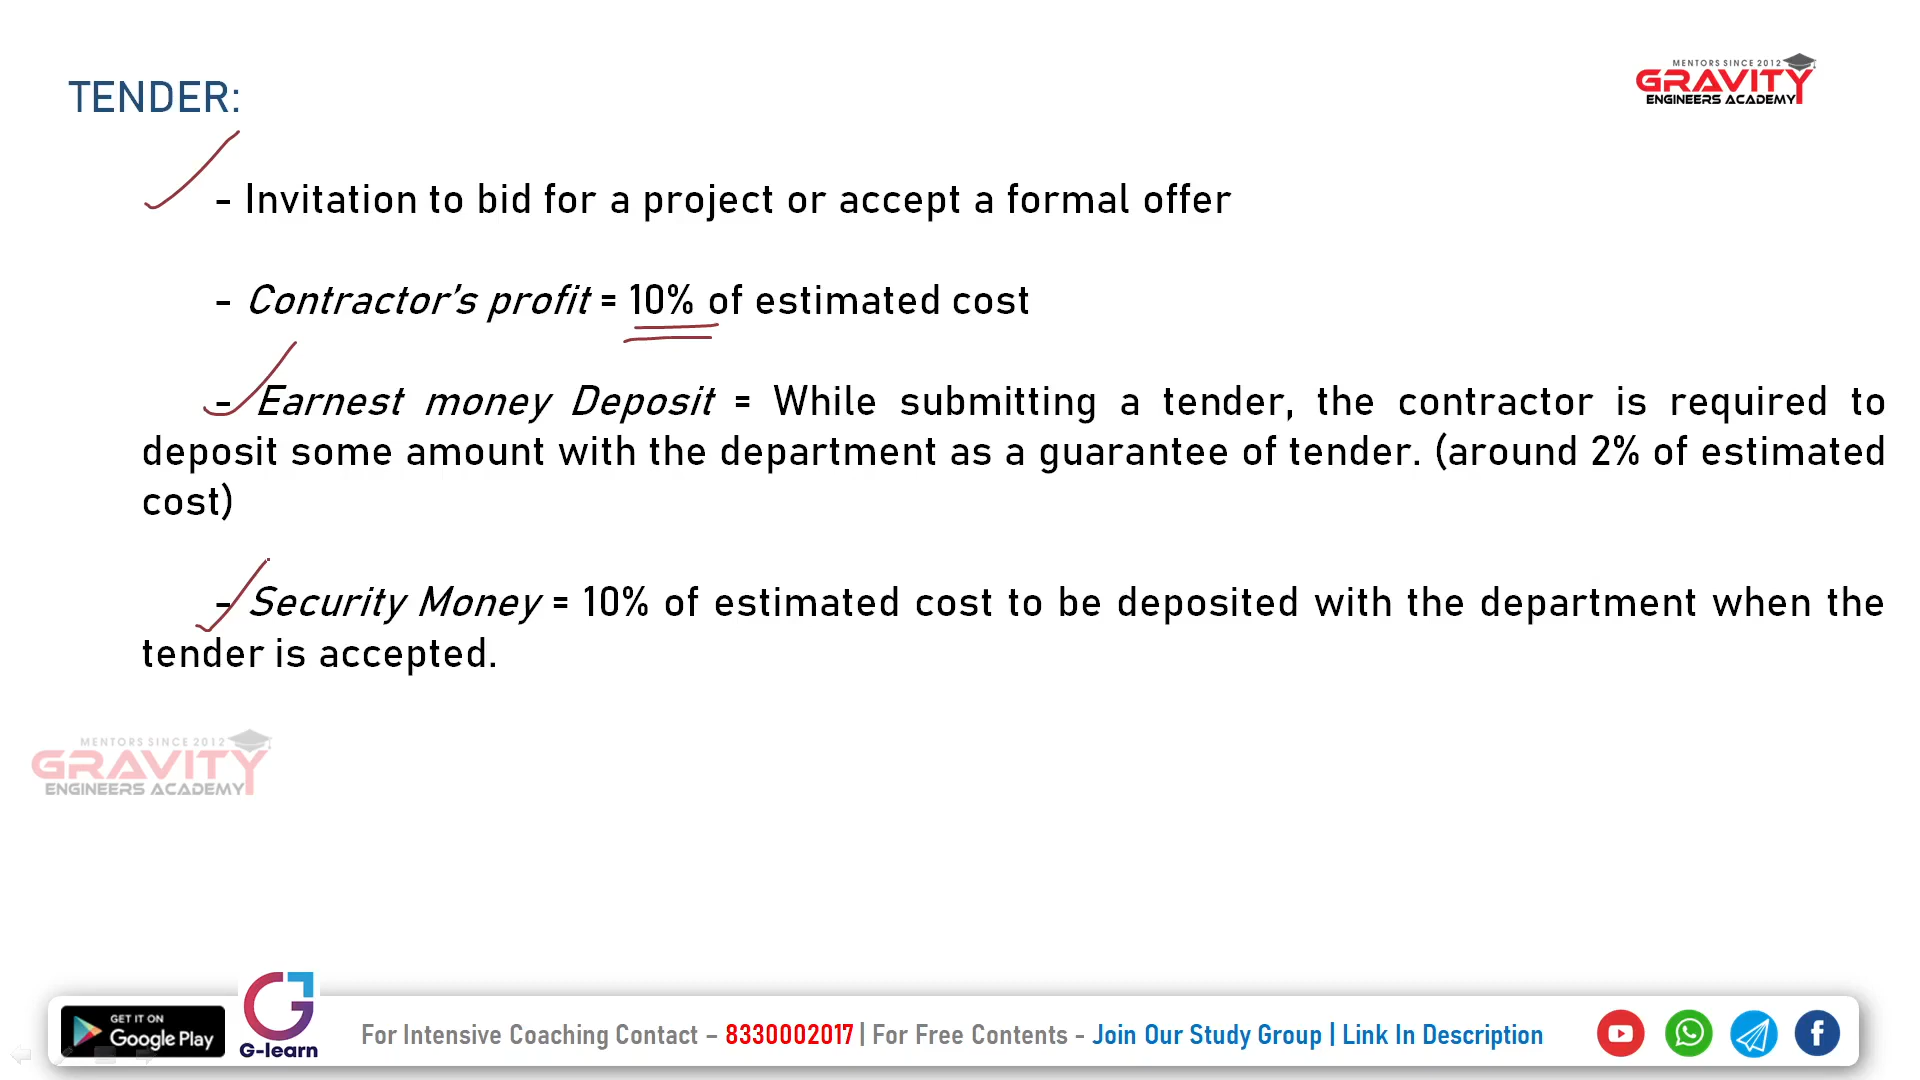 MENTORS SINCE 2012
GRAVITY
ENGINEERS ACADEMY
TENDER:
- Invitation to bid for a project or accept a formal offer
- Contractor's profit = 10% of estimated cost
- Earnest money Deposit = While submitting a tender, the contractor is required to
deposit some amount with the department as a guarantee of tender. (around 2% of estimated
cost)
- Security Money = 10% of estimated cost to be deposited with the department when the
tender is accepted.
MENTORS SINCE 2012
GRAVITY
ENGINEERS ACADEMY
GET IT ON
Google Play
G-learn
For Intensive Coaching Contact – 8330002017 | For Free Contents - Join Our Study Group | Link In Description